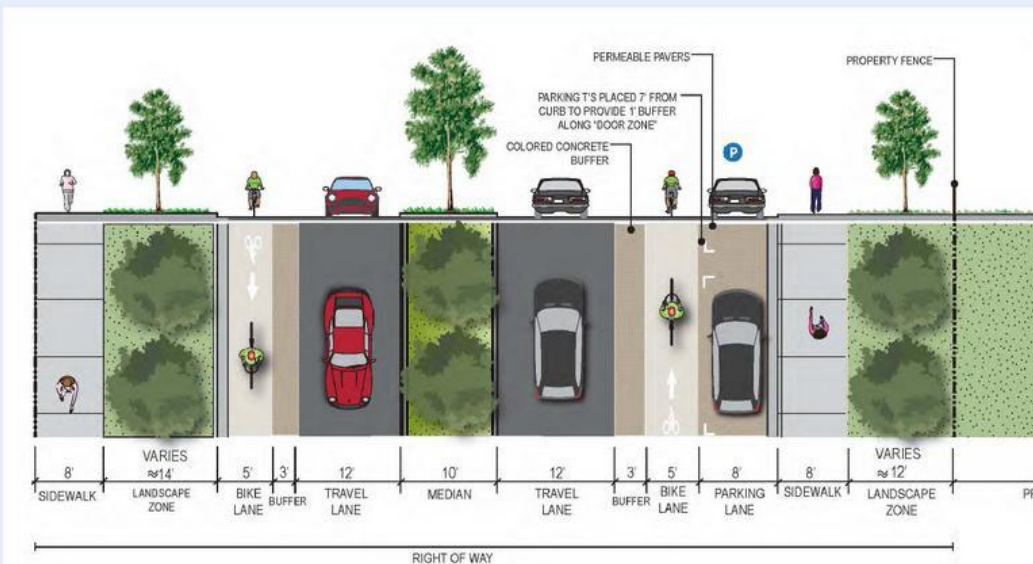 PERMEABLE PAVERS
PROPERTY FENCE
PARKING T'S PLACED 7' FROM
CURB TO PROVIDE 1' BUFFER
ALONG "DOOR ZONE"
COLORED CONCRETE
BUFFER
P
8'
SIDEWALK
VARIES
≈14'
LANDSCAPE
ZONE
5'
BIKE
LANE
3'
BUFFER
12'
TRAVEL
LANE
10'
MEDIAN
12'
TRAVEL
LANE
3'
BUFFER
5'
BIKE
LANE
8'
PARKING
LANE
8'
SIDEWALK
VARIES
≈ 12'
LANDSCAPE
ZONE
RIGHT OF WAY